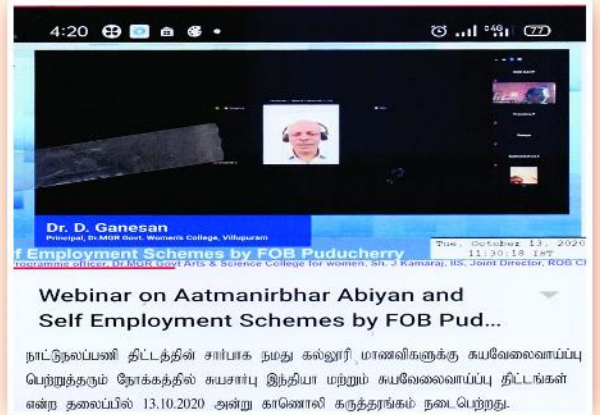 4:20
77
Dr. D. Ganesan
Principal, Dr.MGR Govt. Women's College, Villupuram
f Employment Schemes by FOB Puducherry
Tue, October 13, 2020
11:30:18 IST
rogramme officer, Dr.MGR Govt Arts & Science College for women, Sh. J Kamaraj, IIS, Joint Director, ROB Ch
Webinar on Aatmanirbhar Abiyan and
Self Employment Schemes by FOB Pud...
நாட்டுநலப்பணி திட்டத்தின் சார்பாக நமது கல்லூரி மாணவிகளுக்கு சுயவேலைவாய்ப்பு
பெற்றுத்தரும் நோக்கத்தில் சுயசார்பு இந்தியா மற்றும் சுயவேலைவாய்ப்பு திட்டங்கள்
என்ற தலைப்பில் 13.10.2020 அன்று காணொலி கருத்தரங்கம் நடைபெற்றது.